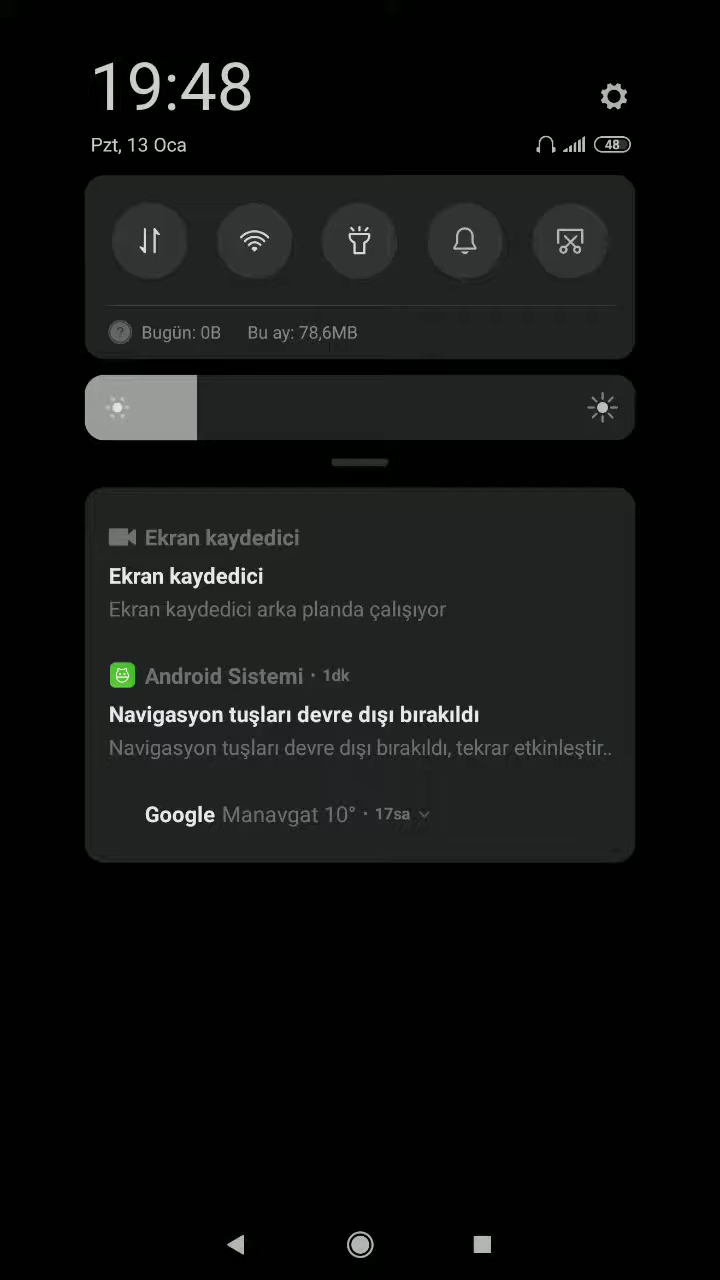 19:48
Pzt, 13 Oca
48
Bugün: 0B Bu ay: 78,6MB
Ekran kaydedici
Ekran kaydedici
Ekran kaydedici arka planda çalışıyor
Android Sistemi · 1dk
Navigasyon tuşları devre dışı bırakıldı
Navigasyon tuşları devre dışı bırakıldı, tekrar etkinleştir..
Google Manavgat 10° · 17sa